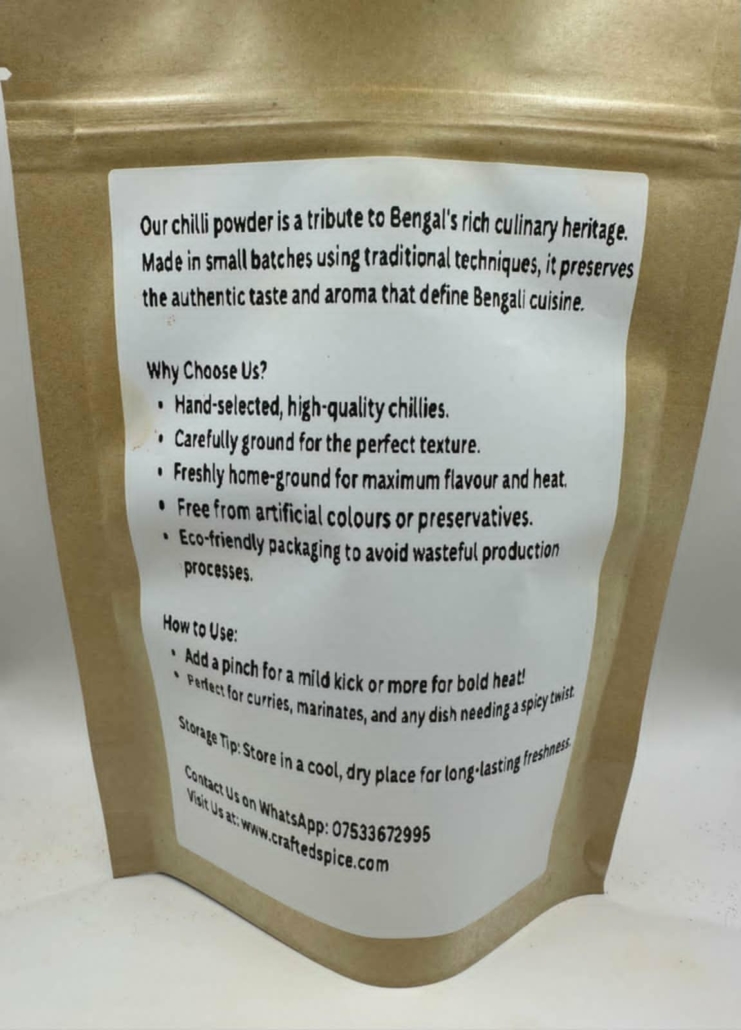 Our chilli powder is a tribute to Bengal's rich culinary heritage.
Made in small batches using traditional techniques, it preserves
the authentic taste and aroma that define Bengali cuisine.
Why Choose Us?
• Hand-selected, high-quality chillies.
• Carefully ground for the perfect texture.
• Freshly home-ground for maximum flavour and heat.
• Free from artificial colours or preservatives.
• Eco-friendly packaging to avoid wasteful production
processes.
How to Use:
• Add a pinch for a mild kick or more for bold heat!
• Perfect for curries, marinates, and any dish needing a spicy twist.
Storage Tip: Store in a cool, dry place for long-lasting freshness.
Contact Us on WhatsApp: 07533672995
Visit Us at: www.craftedspice.com